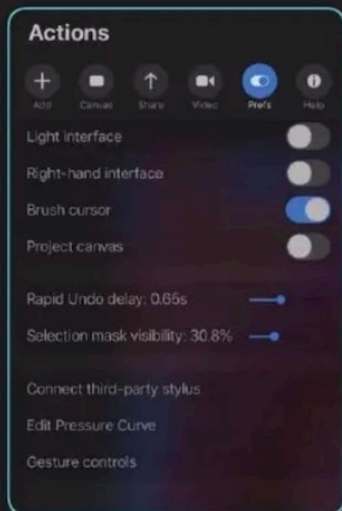 Actions
Add Canvas Share Video Prefs Help
Light interface
Right-hand interface
Brush cursor
Project canvas
Rapid Undo delay: 0.65s
Selection mask visibility: 30.8%
Connect third-party stylus
Edit Pressure Curve
Gesture controls